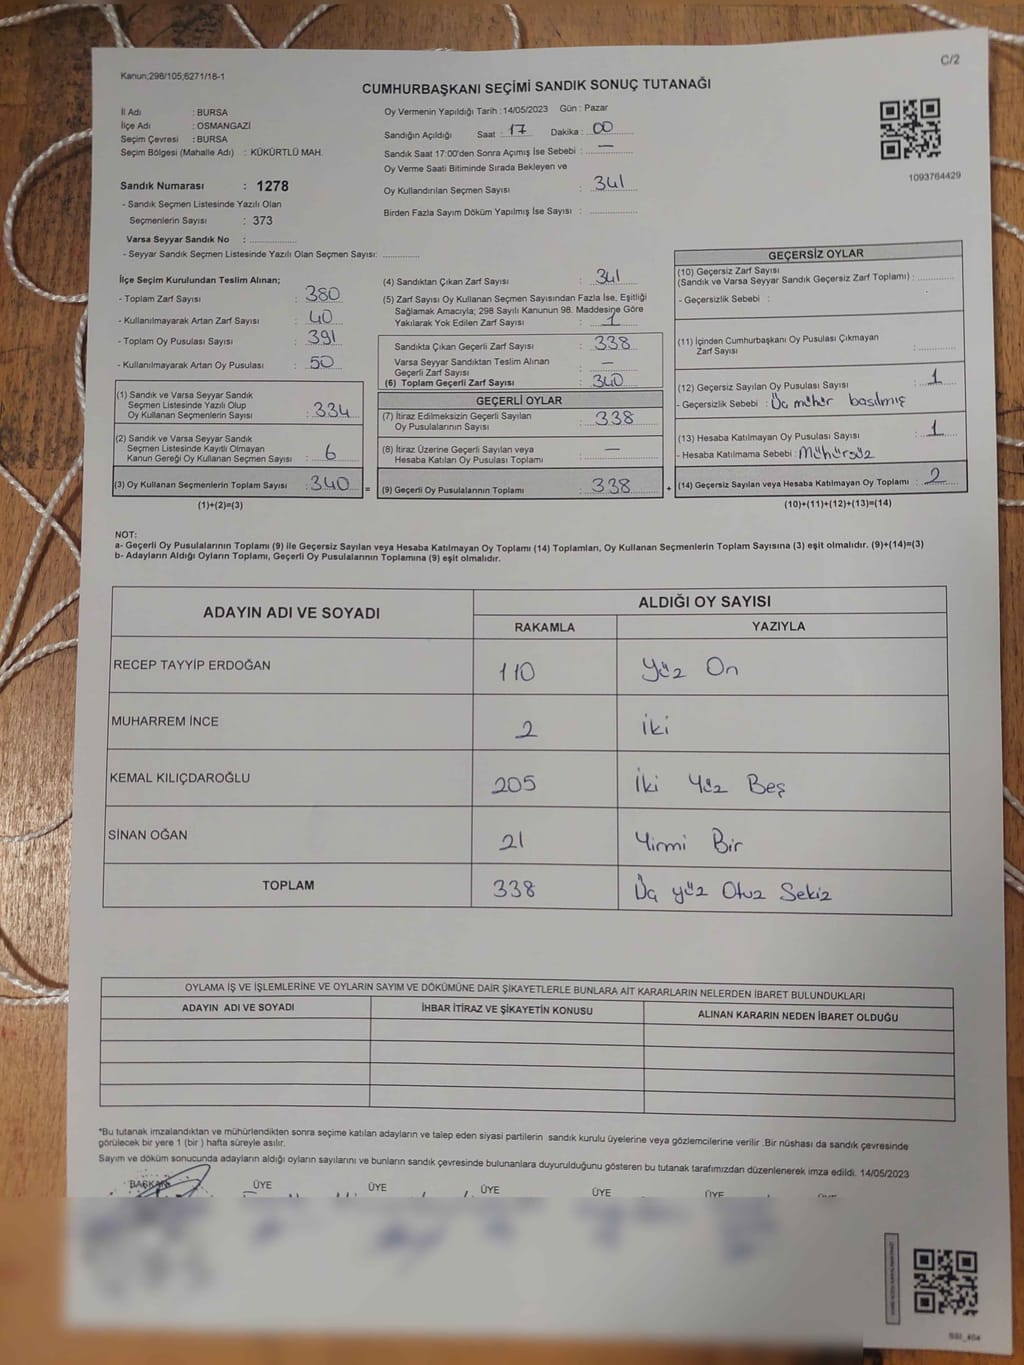 Kanun;298/105;6271/18-1
C/2
CUMHURBAŞKANI SEÇİMİ SANDIK SONUÇ TUTANAĞI
İl Adı : BURSA
İlçe Adı : OSMANGAZİ
Seçim Çevresi : BURSA
Seçim Bölgesi (Mahalle Adı) : KÜKÜRTLÜ MAH.
Sandık Numarası : 1278
- Sandık Seçmen Listesinde Yazılı Olan
Seçmenlerin Sayısı : 373
Varsa Seyyar Sandık No : ................
- Seyyar Sandık Seçmen Listesinde Yazılı Olan Seçmen Sayısı: ............
Oy Vermenin Yapıldığı Tarih : 14/05/2023 Gün : Pazar
Sandığın Açıldığı Saat : 17 Dakika : 00
Sandık Saat 17:00'den Sonra Açımış İse Sebebi : —
Oy Verme Saati Bitiminde Sırada Bekleyen ve
Oy Kullandırılan Seçmen Sayısı : 341
Birden Fazla Sayım Döküm Yapılmış İse Sayısı : ................
1093764429
İlçe Seçim Kurulundan Teslim Alınan;
- Toplam Zarf Sayısı : 380
- Kullanılmayarak Artan Zarf Sayısı : 40
- Toplam Oy Pusulası Sayısı : 391
- Kullanılmayarak Artan Oy Pusulası : 50
(1) Sandık ve Varsa Seyyar Sandık
Seçmen Listesinde Yazılı Olup
Oy Kullanan Seçmenlerin Sayısı : 334
(2) Sandık ve Varsa Seyyar Sandık
Seçmen Listesinde Kayıtlı Olmayan
Kanun Gereği Oy Kullanan Seçmen Sayısı : 6
(3) Oy Kullanan Seçmenlerin Toplam Sayısı : 340 =
(1)+(2)=(3)
(4) Sandıktan Çıkan Zarf Sayısı : 341
(5) Zarf Sayısı Oy Kullanan Seçmen Sayısından Fazla İse, Eşitliği
Sağlamak Amacıyla; 298 Sayılı Kanunun 98. Maddesine Göre
Yakılarak Yok Edilen Zarf Sayısı : 1
Sandıkta Çıkan Geçerli Zarf Sayısı : 338
Varsa Seyyar Sandıktan Teslim Alınan
Geçerli Zarf Sayısı : —
(6) Toplam Geçerli Zarf Sayısı : 340
GEÇERLİ OYLAR
(7) İtiraz Edilmeksizin Geçerli Sayılan
Oy Pusulalarının Sayısı : 338
(8) İtiraz Üzerine Geçerli Sayılan veya
Hesaba Katılan Oy Pusulası Toplamı : —
(9) Geçerli Oy Pusulalarının Toplamı : 338 +
GEÇERSİZ OYLAR
(10) Geçersiz Zarf Sayısı
(Sandık ve Varsa Seyyar Sandık Geçersiz Zarf Toplamı) : ............
- Geçersizlik Sebebi :
(11) İçinden Cumhurbaşkanı Oy Pusulası Çıkmayan
Zarf Sayısı : ............
(12) Geçersiz Sayılan Oy Pusulası Sayısı : 1
- Geçersizlik Sebebi : Üç mühür basılmış
(13) Hesaba Katılmayan Oy Pusulası Sayısı : 1
- Hesaba Katılmama Sebebi : Mühürsüz
(14) Geçersiz Sayılan veya Hesaba Katılmayan Oy Toplamı : 2
(10)+(11)+(12)+(13)=(14)
NOT:
a- Geçerli Oy Pusulalarının Toplamı (9) ile Geçersiz Sayılan veya Hesaba Katılmayan Oy Toplamı (14) Toplamları, Oy Kullanan Seçmenlerin Toplam Sayısına (3) eşit olmalıdır. (9)+(14)=(3)
b- Adayların Aldığı Oyların Toplamı, Geçerli Oy Pusulalarının Toplamına (9) eşit olmalıdır.
ADAYIN ADI VE SOYADI ALDIĞI OY SAYISI
RAKAMLA YAZIYLA
RECEP TAYYİP ERDOĞAN 110 Yüz On
MUHARREM İNCE 2 İki
KEMAL KILIÇDAROĞLU 205 İki Yüz Beş
SİNAN OĞAN 21 Yirmi Bir
TOPLAM 338 Üç yüz Otuz Sekiz
OYLAMA İŞ VE İŞLEMLERİNE VE OYLARIN SAYIM VE DÖKÜMÜNE DAİR ŞİKAYETLERLE BUNLARA AİT KARARLARIN NELERDEN İBARET BULUNDUKLARI
ADAYIN ADI VE SOYADI İHBAR İTİRAZ VE ŞİKAYETİN KONUSU ALINAN KARARIN NEDEN İBARET OLDUĞU
*Bu tutanak imzalandıktan ve mühürlendikten sonra seçime katılan adayların ve talep eden siyasi partilerin sandık kurulu üyelerine veya gözlemcilerine verilir .Bir nüshası da sandık çevresinde
görülecek bir yere 1 (bir ) hafta süreyle asılır.
Sayım ve döküm sonucunda adayların aldığı oyların sayılarını ve bunların sandık çevresinde bulunanlara duyurulduğunu gösteren bu tutanak tarafımızdan düzenlenerek imza edildi. 14/05/2023
BAŞKAN ÜYE ÜYE ÜYE ÜYE ÜYE ÜYE